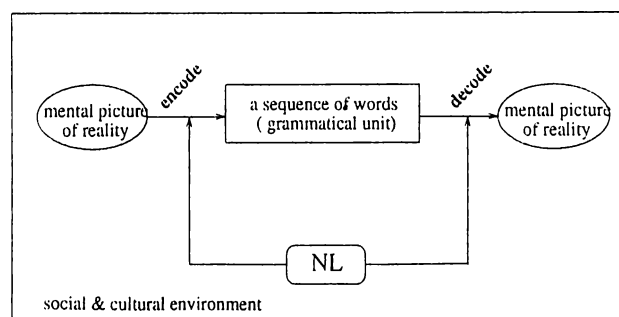 mental picture
of reality
encode
a sequence of words
( grammatical unit)
decode
mental picture
of reality
NL
social & cultural environment